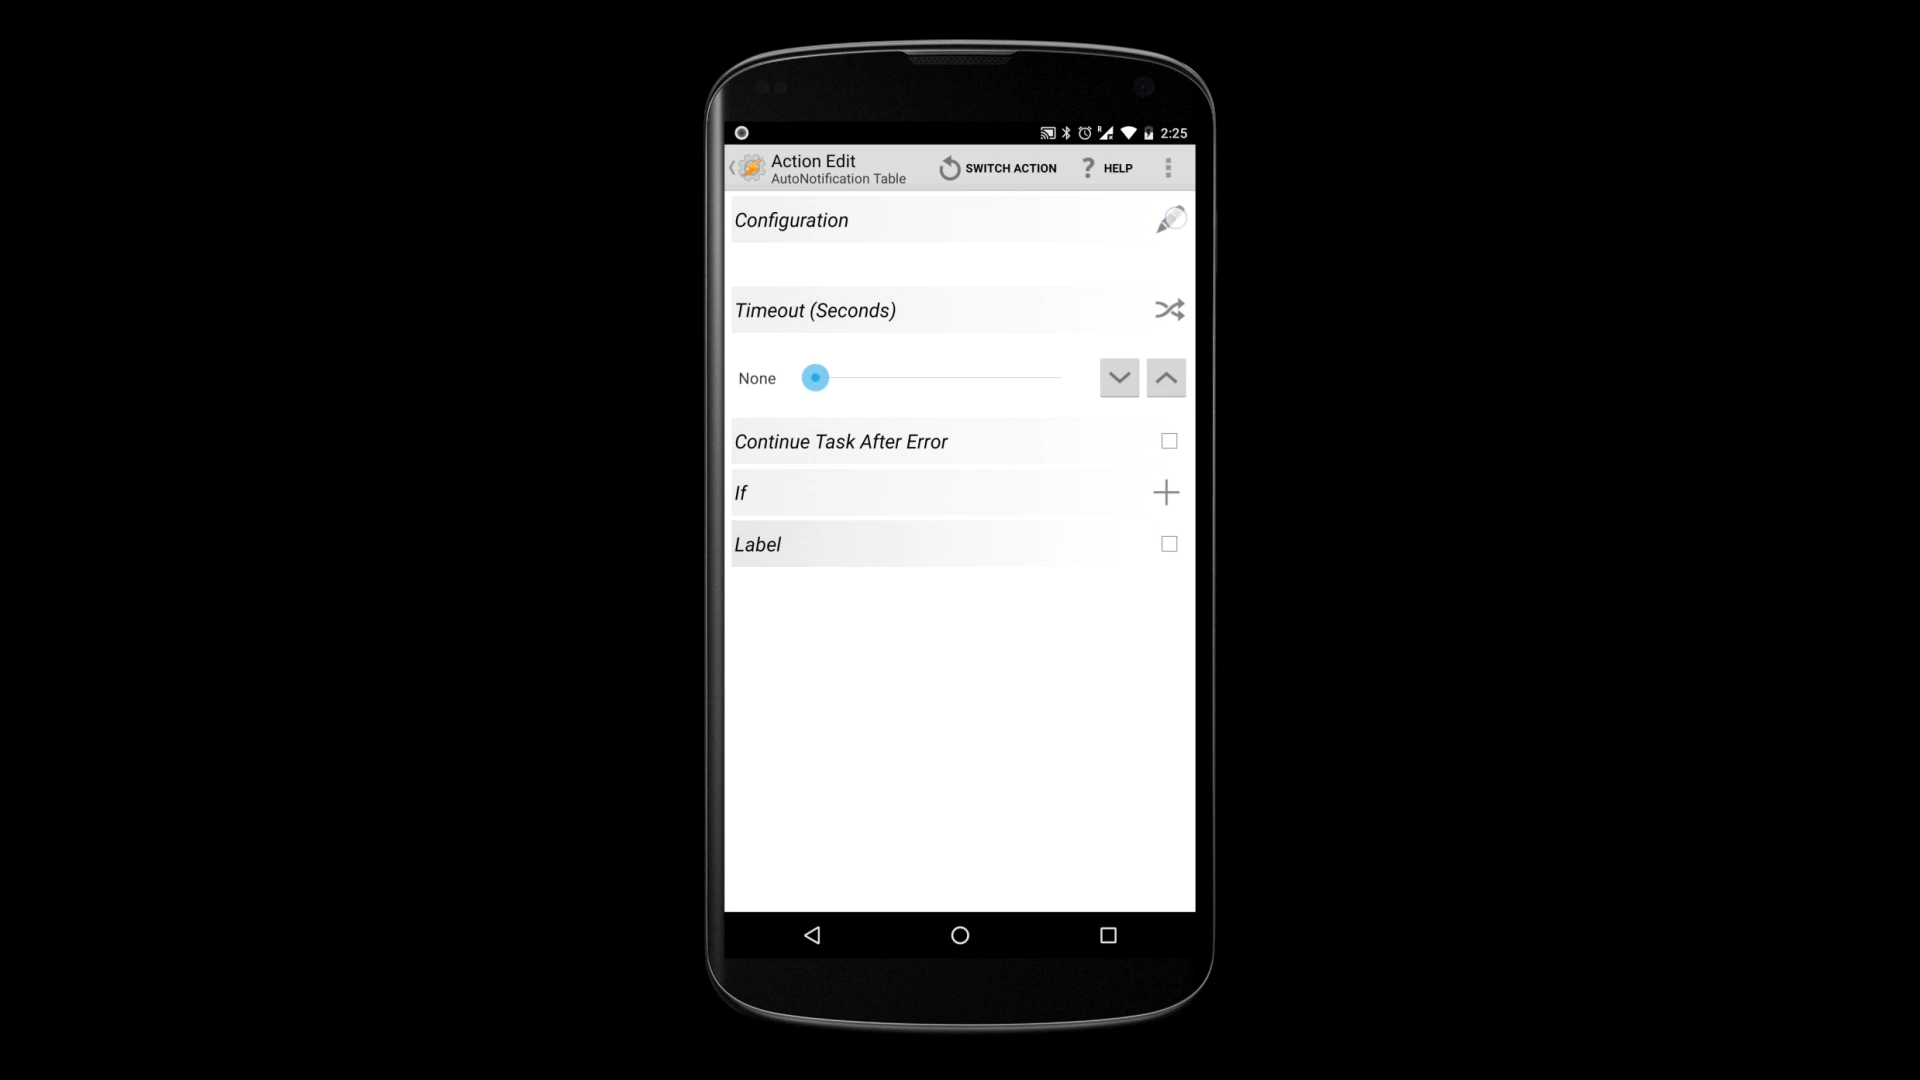 2:25
Action Edit
AutoNotification Table
SWITCH ACTION
HELP
Configuration
Timeout (Seconds)
None
Continue Task After Error
If
Label